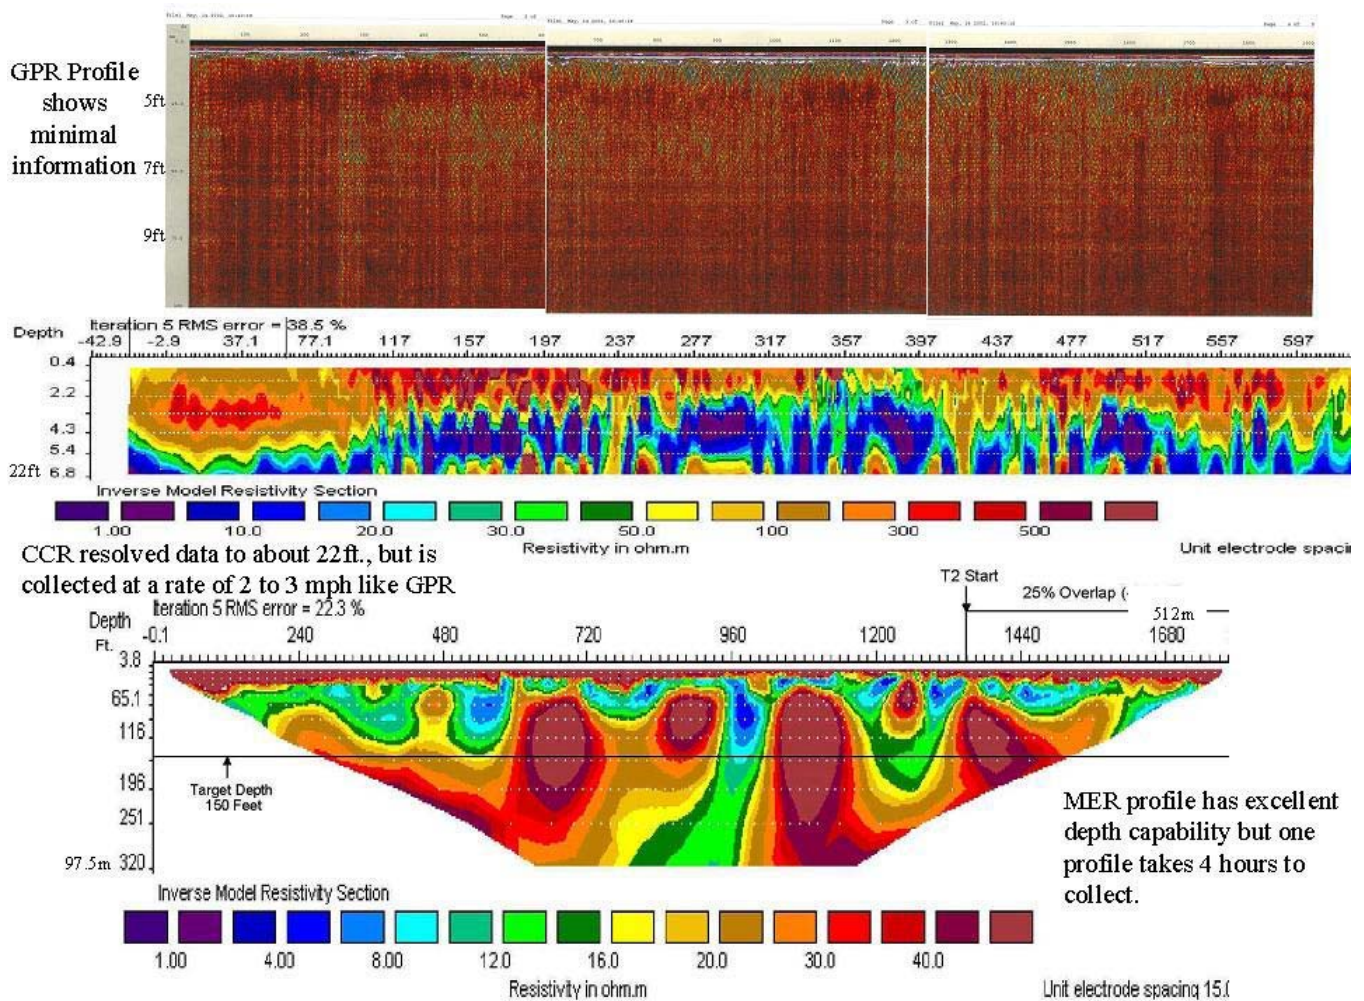 File1, May, 14 2002, 16:40:18
GPR Profile
shows
minimal
information
5ft
7ft
9ft
Iteration 5 RMS error = 38.5 %
Depth
-42.9 -2.9 37.1 77.1 117 157 197 237 277 317 357 397 437 477 517 557 597
0.4
2.2
4.3
5.4
22ft 6.8
Inverse Model Resistivity Section
1.00 10.0 20.0 30.0 50.0 100 300 500
Resistivity in ohm.m
Unit electrode spacin
CCR resolved data to about 22ft., but is
collected at a rate of 2 to 3 mph like GPR
T2 Start
25% Overlap (
512m
Iteration 5 RMS error = 22.3 %
Depth
Ft.
-0.1 240 480 720 960 1200 1440 1680
3.8
65.1
116
196
251
97.5m 320
Target Depth
150 Feet
MER profile has excellent
depth capability but one
profile takes 4 hours to
collect.
Inverse Model Resistivity Section
1.00 4.00 8.00 12.0 16.0 20.0 30.0 40.0
Resistivity in ohm.m
Unit electrode spacing 15.0